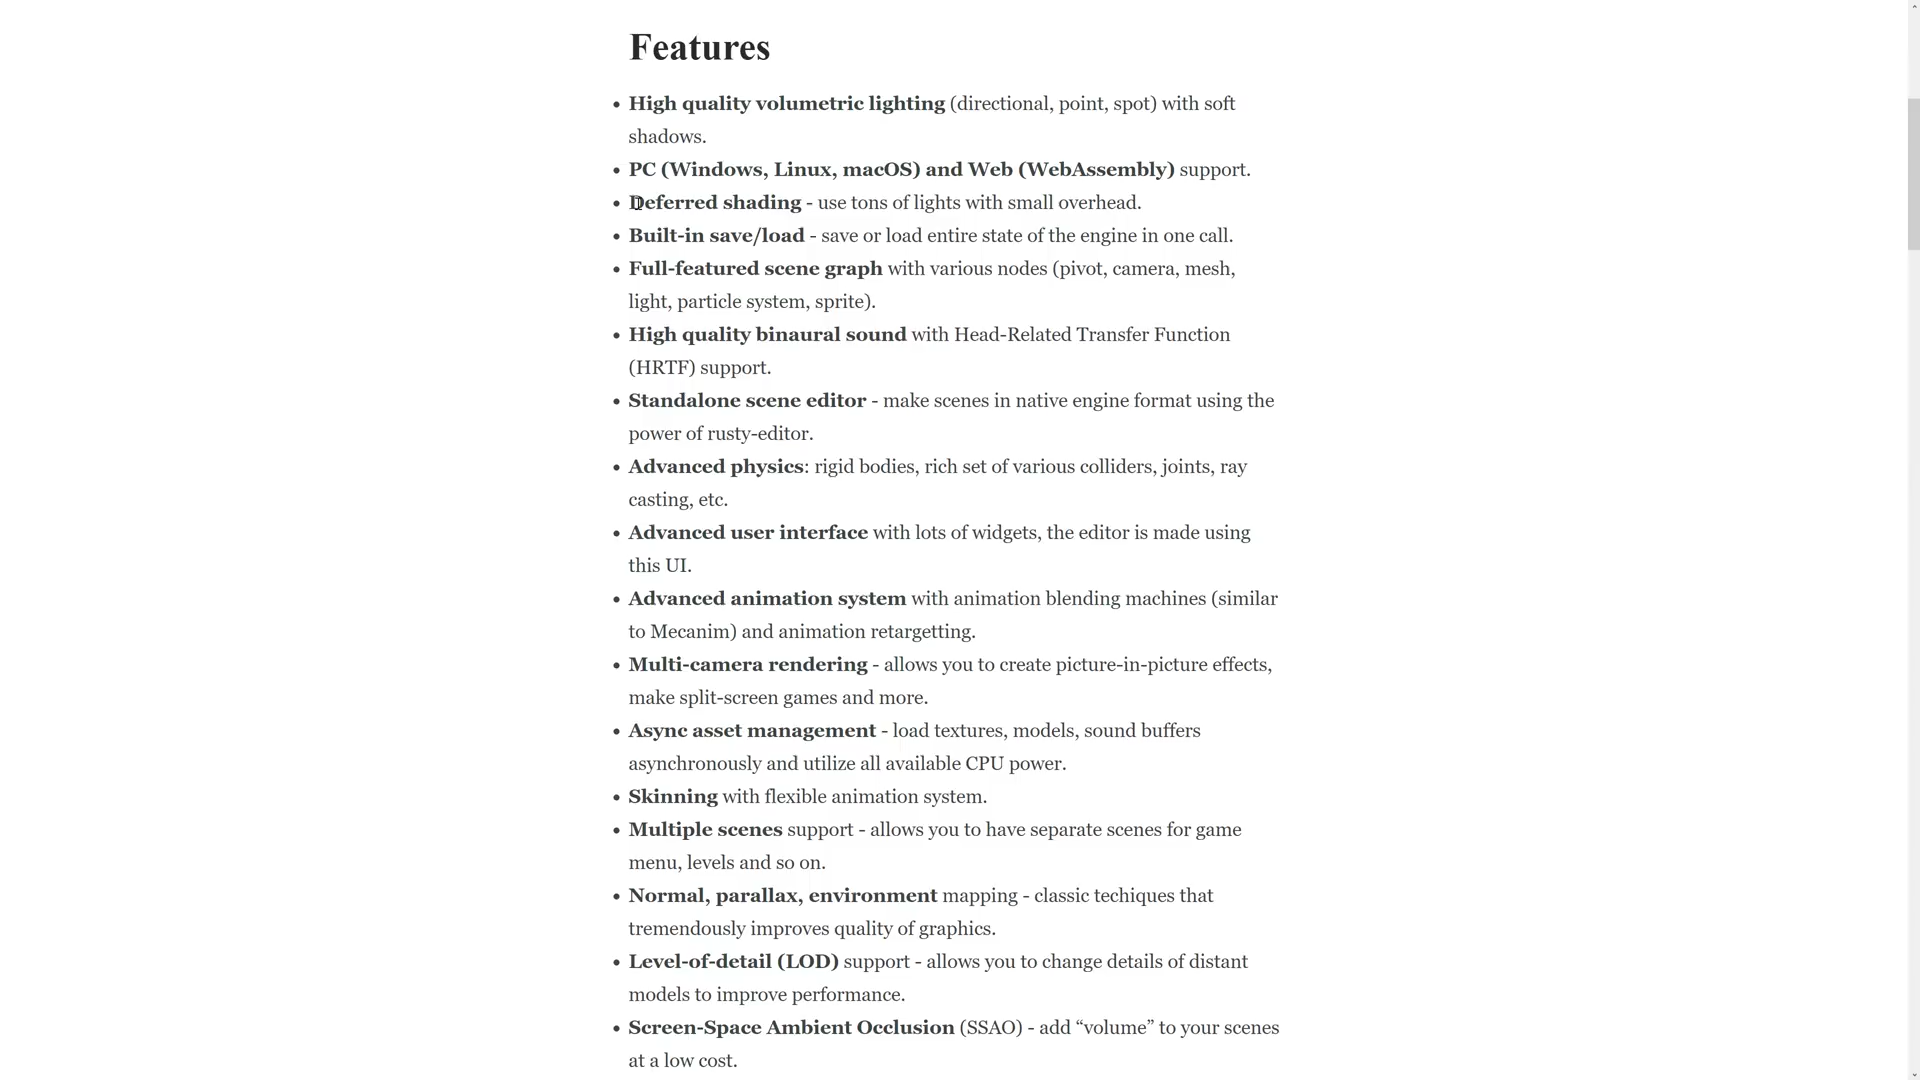 Features
• High quality volumetric lighting (directional, point, spot) with soft
shadows.
• PC (Windows, Linux, macOS) and Web (WebAssembly) support.
• Deferred shading - use tons of lights with small overhead.
• Built-in save/load - save or load entire state of the engine in one call.
• Full-featured scene graph with various nodes (pivot, camera, mesh,
light, particle system, sprite).
• High quality binaural sound with Head-Related Transfer Function
(HRTF) support.
• Standalone scene editor - make scenes in native engine format using the
power of rusty-editor.
• Advanced physics: rigid bodies, rich set of various colliders, joints, ray
casting, etc.
• Advanced user interface with lots of widgets, the editor is made using
this UI.
• Advanced animation system with animation blending machines (similar
to Mecanim) and animation retargetting.
• Multi-camera rendering - allows you to create picture-in-picture effects,
make split-screen games and more.
• Async asset management - load textures, models, sound buffers
asynchronously and utilize all available CPU power.
• Skinning with flexible animation system.
• Multiple scenes support - allows you to have separate scenes for game
menu, levels and so on.
• Normal, parallax, environment mapping - classic techiques that
tremendously improves quality of graphics.
• Level-of-detail (LOD) support - allows you to change details of distant
models to improve performance.
• Screen-Space Ambient Occlusion (SSAO) - add “volume” to your scenes
at a low cost.